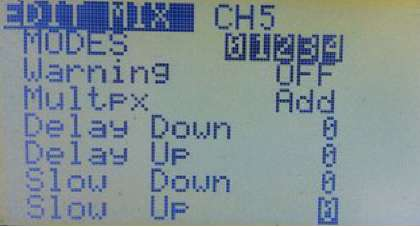 EDIT MIX CH5
MODES 01234
Warning OFF
Multpx Add
Delay Down 0
Delay Up 0
Slow Down 0
Slow Up 0